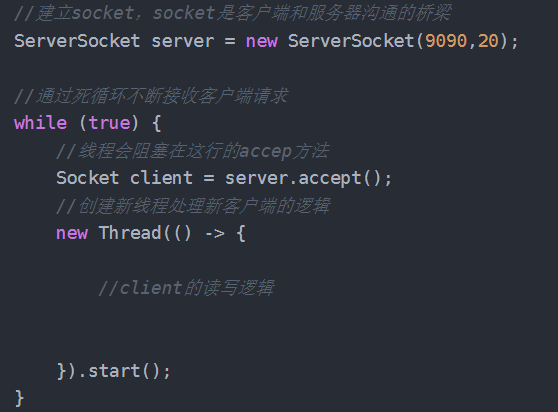 //建立socket，socket是客户端和服务器沟通的桥梁
ServerSocket server = new ServerSocket(9090,20);
//通过死循环不断接收客户端请求
while (true) {
//线程会阻塞在这行的accep方法
Socket client = server.accept();
//创建新线程处理新客户端的逻辑
new Thread(() -> {
//client的读写逻辑
}).start();
}